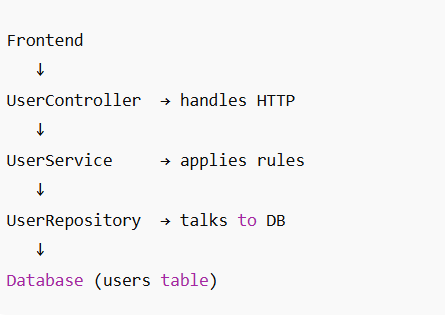 Frontend
↓
UserController → handles HTTP
↓
UserService → applies rules
↓
UserRepository → talks to DB
↓
Database (users table)